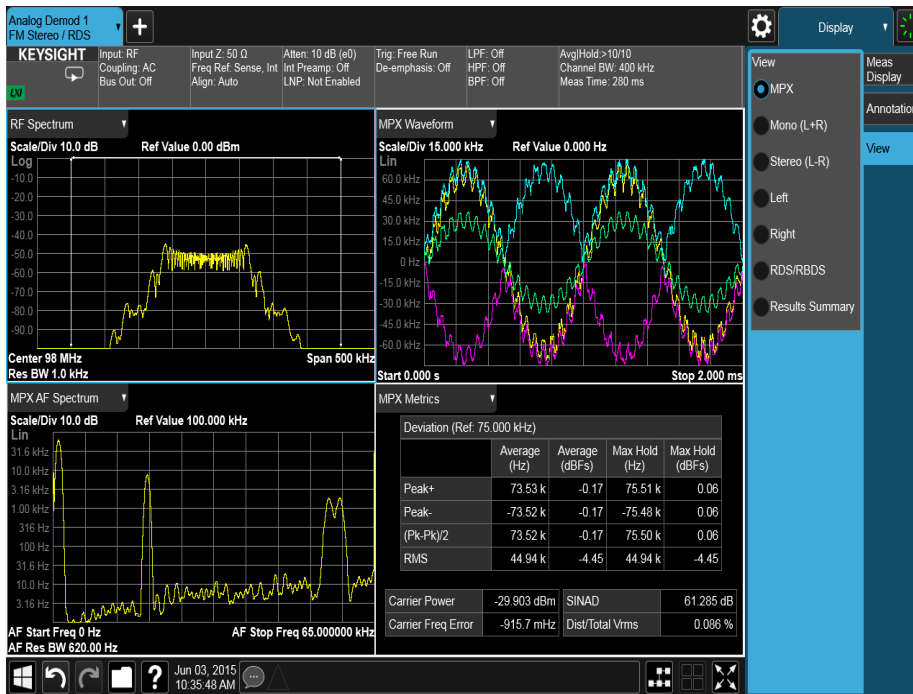 Analog Demod 1
FM Stereo / RDS
+
Display
KEYSIGHT
LXI
Input: RF
Coupling: AC
Bus Out: Off
Input Z: 50 Ω
Freq Ref: Sense, Int
Align: Auto
Atten: 10 dB (e0)
Int Preamp: Off
LNP: Not Enabled
Trig: Free Run
De-emphasis: Off
LPF: Off
HPF: Off
BPF: Off
Avg|Hold:>10/10
Channel BW: 400 kHz
Meas Time: 280 ms
View
MPX
Mono (L+R)
Stereo (L-R)
Left
Right
RDS/RBDS
Results Summary
Meas
Display
Annotation
View
RF Spectrum
Scale/Div 10.0 dB Ref Value 0.00 dBm
Log
-10.0
-20.0
-30.0
-40.0
-50.0
-60.0
-70.0
-80.0
-90.0
Center 98 MHz Span 500 kHz
Res BW 1.0 kHz
MPX Waveform
Scale/Div 15.000 kHz Ref Value 0.000 Hz
Lin
60.0 kHz
45.0 kHz
30.0 kHz
15.0 kHz
0 Hz
-15.0 kHz
-30.0 kHz
-45.0 kHz
-60.0 kHz
Start 0.000 s Stop 2.000 ms
MPX AF Spectrum
Scale/Div 10.0 dB Ref Value 100.000 kHz
Lin
31.6 kHz
10.0 kHz
3.16 kHz
1.00 kHz
316 Hz
100 Hz
31.6 Hz
10.0 Hz
3.16 Hz
AF Start Freq 0 Hz AF Stop Freq 65.000000 kHz
AF Res BW 620.00 Hz
MPX Metrics
Deviation (Ref: 75.000 kHz)
Average (Hz) Average (dBFs) Max Hold (Hz) Max Hold (dBFs)
Peak+ 73.53 k -0.17 75.51 k 0.06
Peak- -73.52 k -0.17 -75.48 k 0.06
(Pk-Pk)/2 73.52 k -0.17 75.50 k 0.06
RMS 44.94 k -4.45 44.94 k -4.45
Carrier Power -29.903 dBm SINAD 61.285 dB
Carrier Freq Error -915.7 mHz Dist/Total Vrms 0.086 %
?
Jun 03, 2015
10:35:48 AM